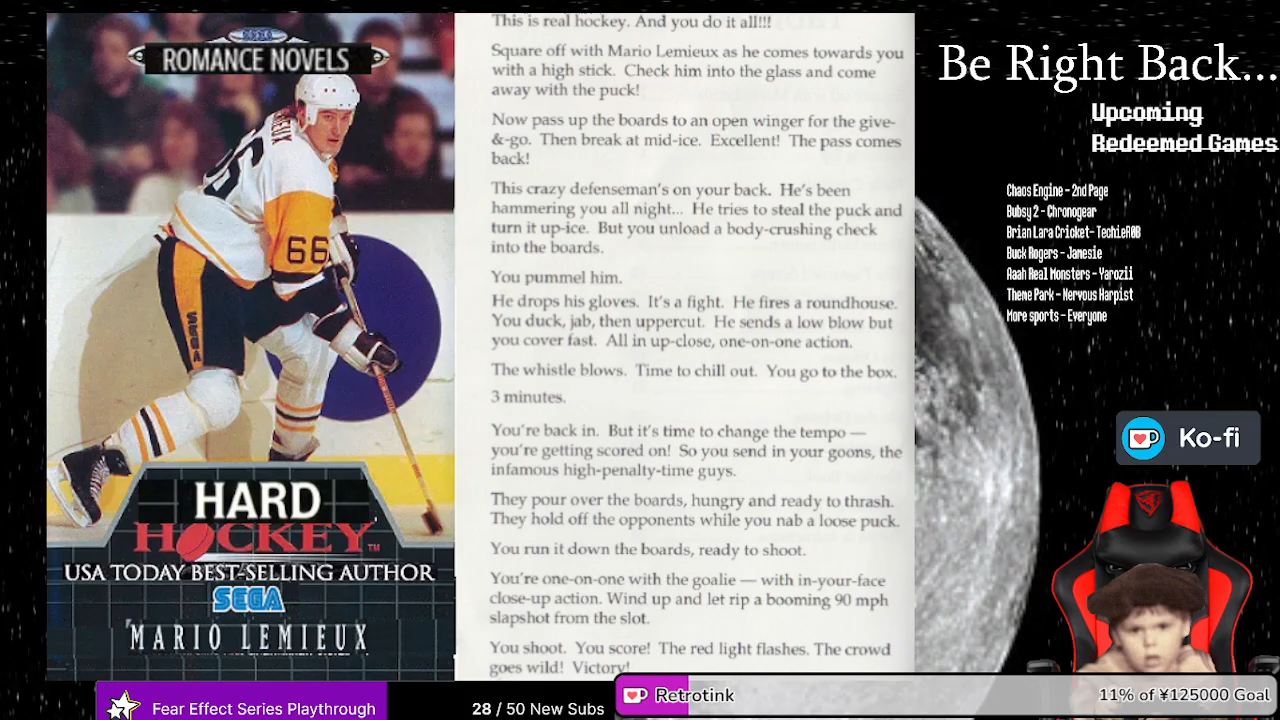 SEGA
ROMANCE NOVELS
66
66
SEGA
HARD
HOCKEY™
USA TODAY BEST-SELLING AUTHOR
SEGA
MARIO LEMIEUX
This is real hockey. And you do it all!!!
Square off with Mario Lemieux as he comes towards you
with a high stick. Check him into the glass and come
away with the puck!
Now pass up the boards to an open winger for the give-
&-go. Then break at mid-ice. Excellent! The pass comes
back!
This crazy defenseman's on your back. He's been
hammering you all night... He tries to steal the puck and
turn it up-ice. But you unload a body-crushing check
into the boards.
You pummel him.
He drops his gloves. It's a fight. He fires a roundhouse.
You duck, jab, then uppercut. He sends a low blow but
you cover fast. All in up-close, one-on-one action.
The whistle blows. Time to chill out. You go to the box.
3 minutes.
You're back in. But it's time to change the tempo —
you're getting scored on! So you send in your goons, the
infamous high-penalty-time guys.
They pour over the boards, hungry and ready to thrash.
They hold off the opponents while you nab a loose puck.
You run it down the boards, ready to shoot.
You're one-on-one with the goalie — with in-your-face
close-up action. Wind up and let rip a booming 90 mph
slapshot from the slot.
You shoot. You score! The red light flashes. The crowd
goes wild! Victory!
Be Right Back...
Upcoming
Redeemed Games
Chaos Engine - 2nd Page
Bubsy 2 - Chronogear
Brian Lara Cricket- TechieA0B
Buck Rogers - Jamesie
Aaah Real Monsters - Yarozii
Theme Park - Nervous Harpist
More sports - Everyone
Ko-fi
Fear Effect Series Playthrough
28 / 50 New Subs
Retrotink
11% of ¥125000 Goal